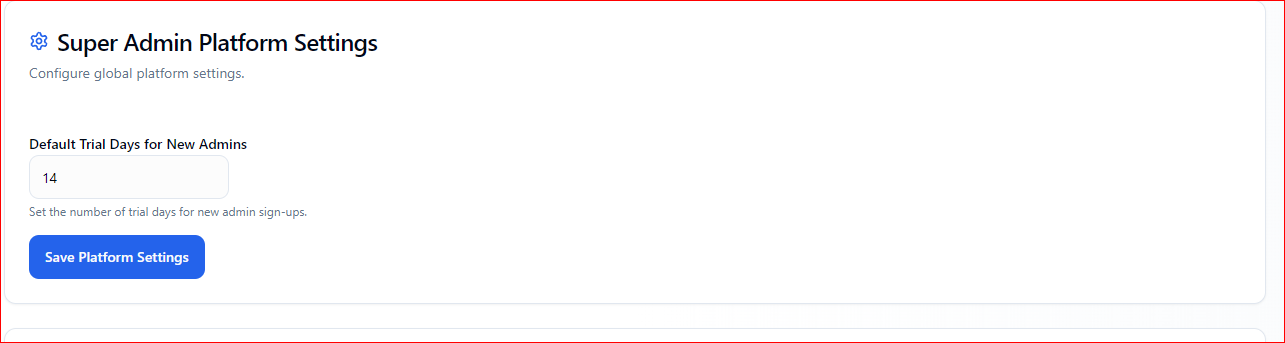 Super Admin Platform Settings
Configure global platform settings.
Default Trial Days for New Admins
14
Set the number of trial days for new admin sign-ups.
Save Platform Settings